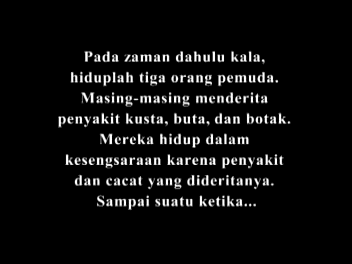 Pada zaman dahulu kala,
hiduplah tiga orang pemuda.
Masing-masing menderita
penyakit kusta, buta, dan botak.
Mereka hidup dalam
kesengsaraan karena penyakit
dan cacat yang dideritanya.
Sampai suatu ketika...